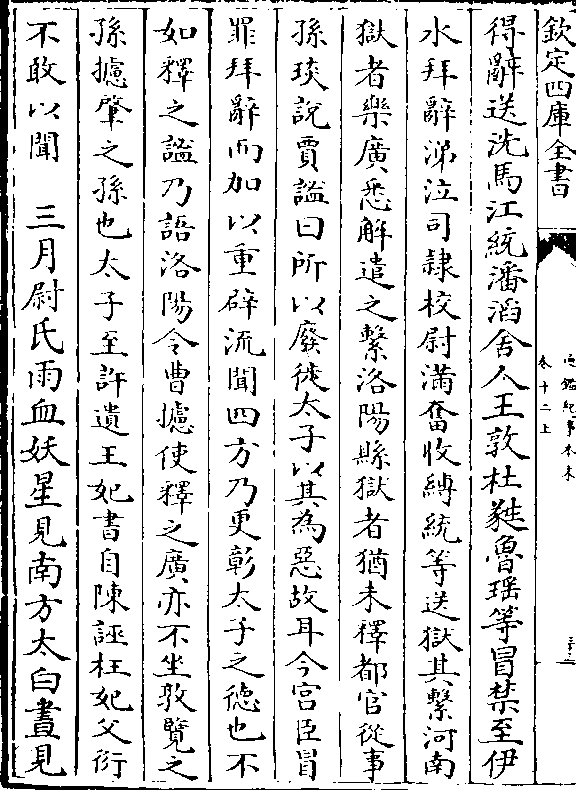 欽定四庫全書
通鑑紀事本末
卷十二上
得辭送洗馬江統潘滔舍人王敦杜蕤魯瑶等冒禁至伊
水拜辭涕泣司隸校尉滿奮收縛統等送獄其繫河南
獄者樂廣悉解遣之繫洛陽縣獄者猶未釋都官從事
孫琰說賈謐曰所以廢徙太子以其為惡故耳今宫臣冒
罪拜辭而加以重辟流聞四方乃更彰太子之徳也不
如釋之謐乃語洛陽令曹攄使釋之廣亦不坐敦覽之
孫攄肇之孫也太子至許遺王妃書自陳誣枉妃父衍
不敢以聞　三月尉氏雨血妖星見南方太白晝見